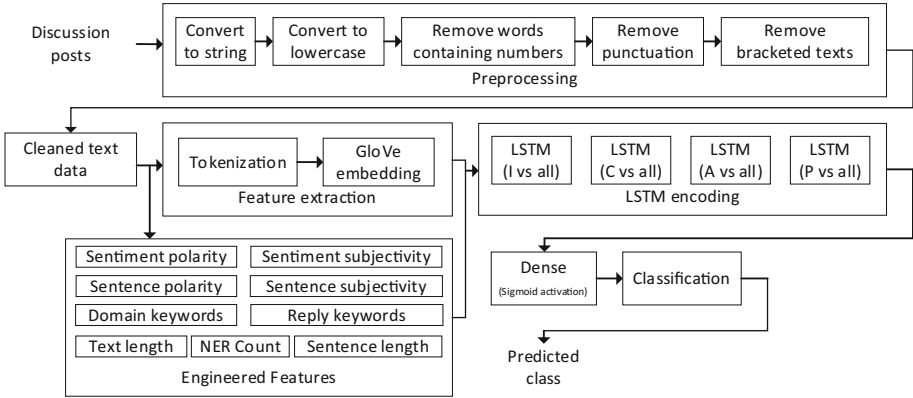 Discussion
posts
Convert
to string
Convert to
lowercase
Remove words
containing numbers
Remove
punctuation
Remove
bracketed texts
Preprocessing
Cleaned text
data
Tokenization
GloVe
embedding
Feature extraction
LSTM
(I vs all)
LSTM
(C vs all)
LSTM
(A vs all)
LSTM
(P vs all)
LSTM encoding
Sentiment polarity
Sentiment subjectivity
Sentence polarity
Sentence subjectivity
Domain keywords
Reply keywords
Text length
NER Count
Sentence length
Engineered Features
Dense
(Sigmoid activation)
Classification
Predicted
class